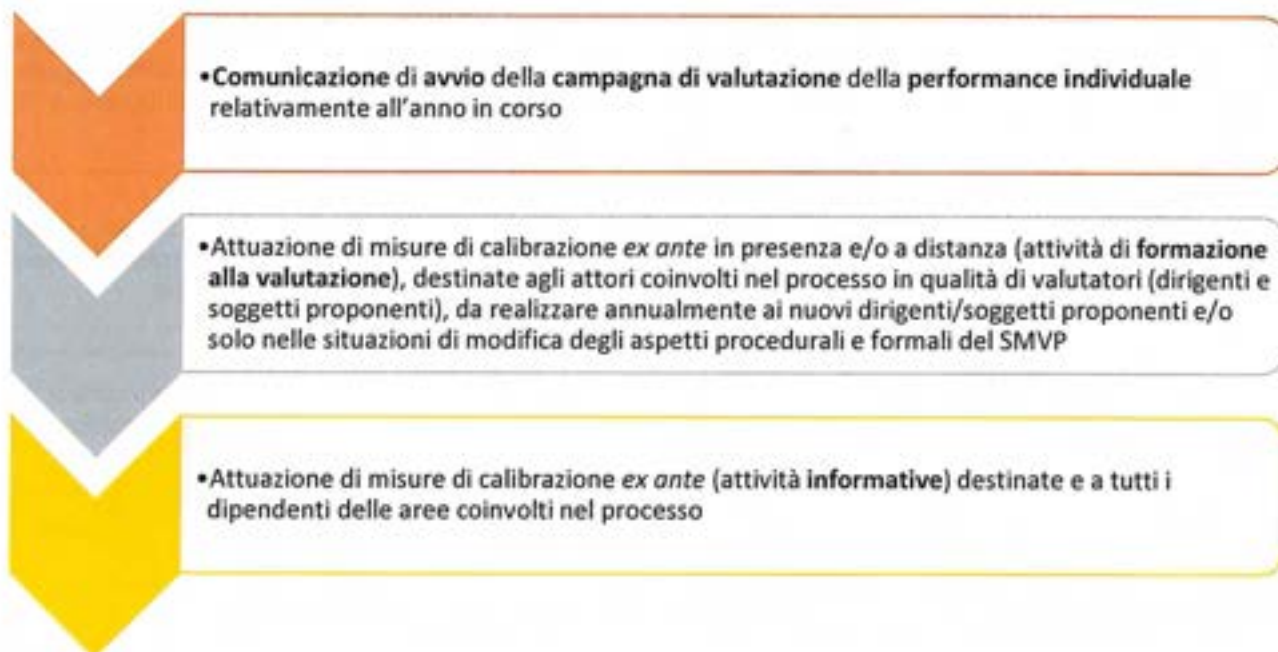 •Comunicazione di avvio della campagna di valutazione della performance individuale
relativamente all'anno in corso
•Attuazione di misure di calibrazione ex ante in presenza e/o a distanza (attività di formazione
alla valutazione), destinate agli attori coinvolti nel processo in qualità di valutatori (dirigenti e
soggetti proponenti), da realizzare annualmente ai nuovi dirigenti/soggetti proponenti e/o
solo nelle situazioni di modifica degli aspetti procedurali e formali del SMVP
•Attuazione di misure di calibrazione ex ante (attività informative) destinate e a tutti i
dipendenti delle aree coinvolti nel processo